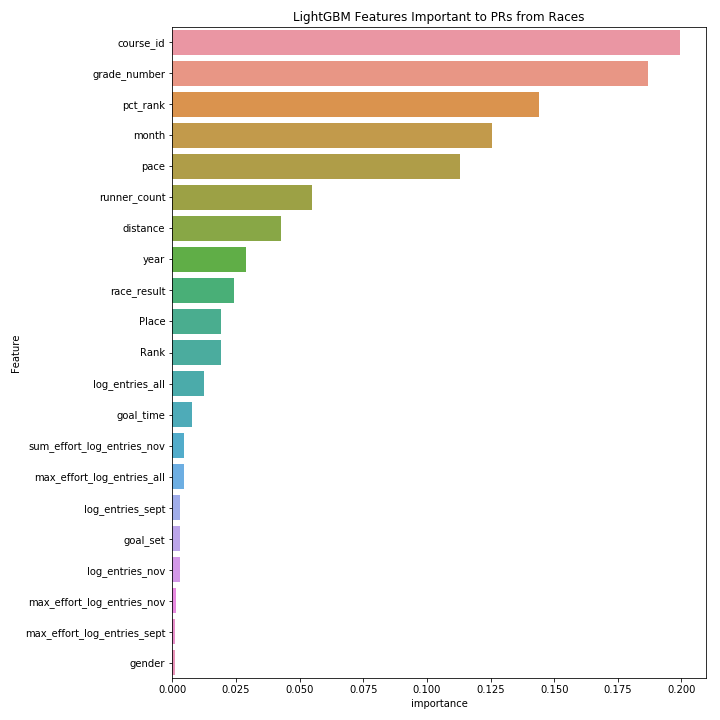 LightGBM Features Important to PRs from Races
course_id
grade_number
pct_rank
month
pace
runner_count
distance
year
race_result
Place
Rank
log_entries_all
goal_time
sum_effort_log_entries_nov
max_effort_log_entries_all
log_entries_sept
goal_set
log_entries_nov
max_effort_log_entries_nov
max_effort_log_entries_sept
gender
Feature
0.000 0.025 0.050 0.075 0.100 0.125 0.150 0.175 0.200
importance